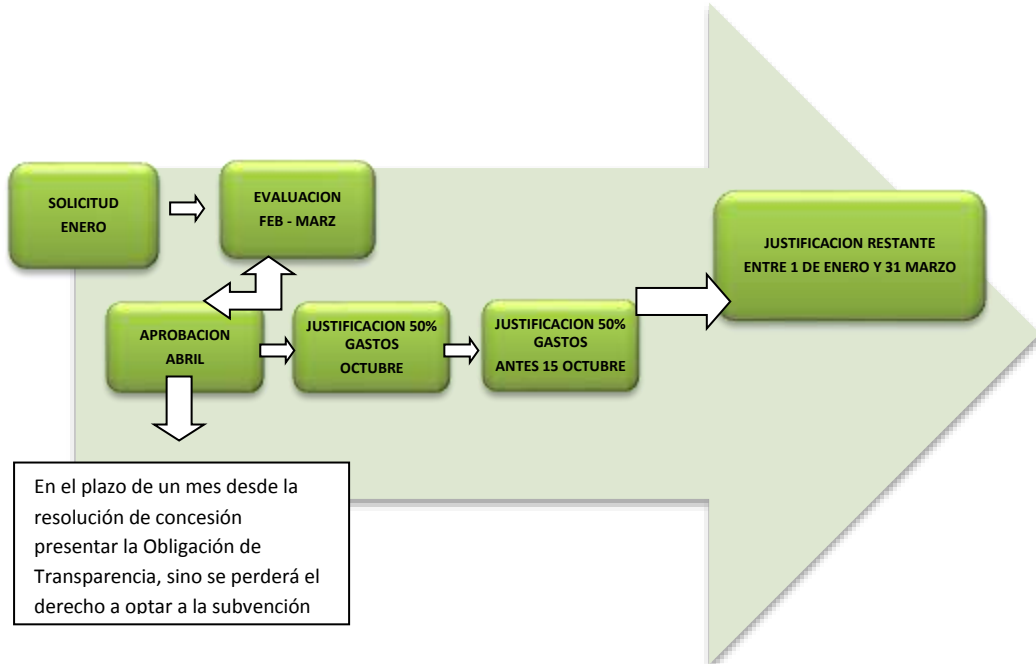 SOLICITUD
ENERO
EVALUACION
FEB - MARZ
APROBACION
ABRIL
JUSTIFICACION 50%
GASTOS
OCTUBRE
JUSTIFICACION 50%
GASTOS
ANTES 15 OCTUBRE
JUSTIFICACION RESTANTE
ENTRE 1 DE ENERO Y 31 MARZO
En el plazo de un mes desde la
resolución de concesión
presentar la Obligación de
Transparencia, sino se perderá el
derecho a optar a la subvención